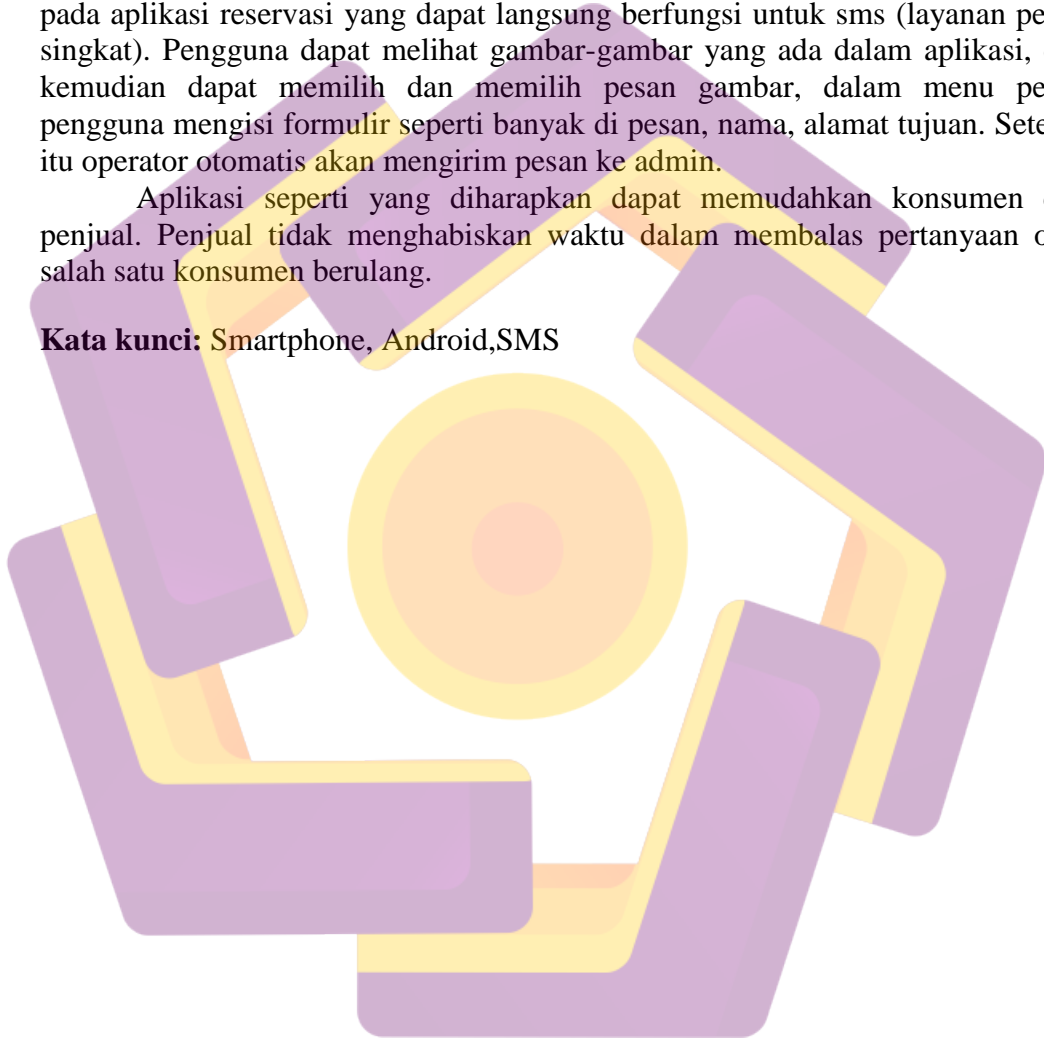 pada aplikasi reservasi yang dapat langsung berfungsi untuk sms (layanan pe
singkat). Pengguna dapat melihat gambar-gambar yang ada dalam aplikasi,
kemudian dapat memilih dan memilih pesan gambar, dalam menu pe
pengguna mengisi formulir seperti banyak di pesan, nama, alamat tujuan. Sete
itu operator otomatis akan mengirim pesan ke admin.
Aplikasi seperti yang diharapkan dapat memudahkan konsumen
penjual. Penjual tidak menghabiskan waktu dalam membalas pertanyaan o
salah satu konsumen berulang.
Kata kunci: Smartphone, Android,SMS